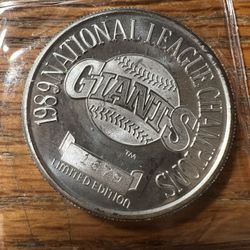 1989 NATIONAL LEAGUE CHAMPIONS
GIANTS
TM
LIMITED EDITION